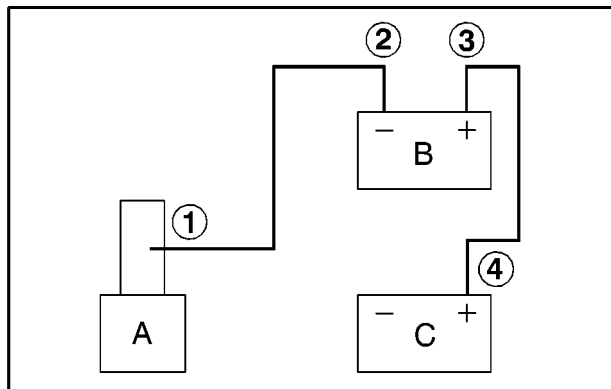 ② ③
− +
B
①
④
− +
C
A